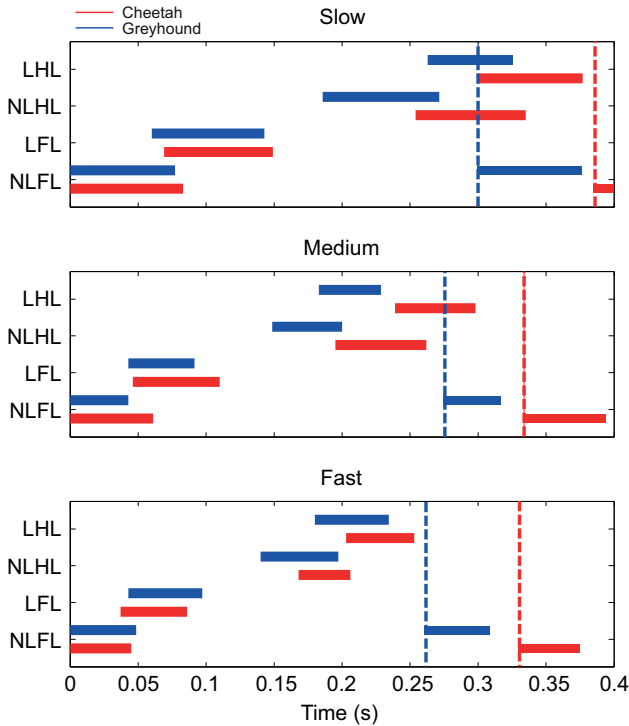 Cheetah
Greyhound
Slow
LHL
NLHL
LFL
NLFL
Medium
LHL
NLHL
LFL
NLFL
Fast
LHL
NLHL
LFL
NLFL
0 0.05 0.1 0.15 0.2 0.25 0.3 0.35 0.4
Time (s)